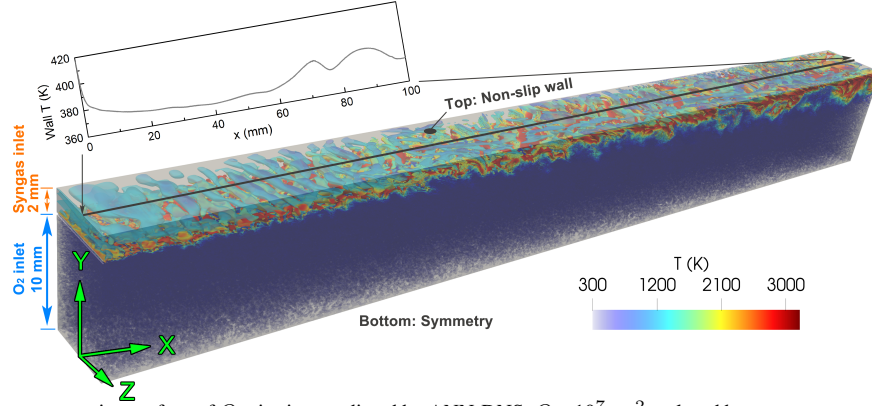 420
400
380
360
Wall T (K)
0
20
40
60
80
100
x (mm)
Top: Non-slip wall
Syngas inlet
2 mm
O₂ inlet
10 mm
Y
X
Z
T (K)
300
1200
2100
3000
Bottom: Symmetry